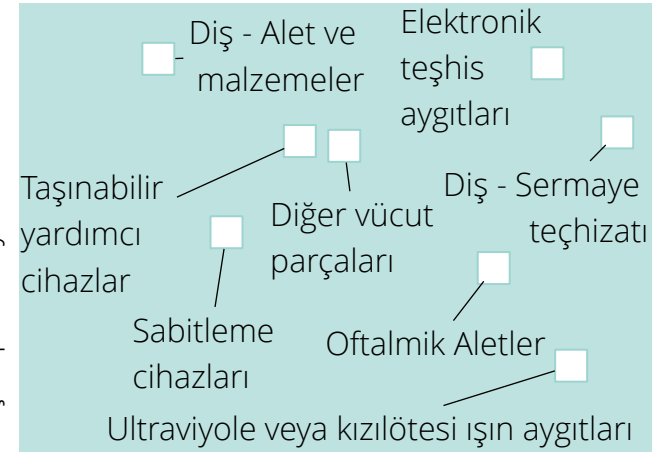 Diş - Alet ve
malzemeler
Elektronik
teşhis
aygıtları
Taşınabilir
yardımcı
cihazlar
Diğer vücut
parçaları
Diş - Sermaye
teçhizatı
Sabitleme
cihazları
Oftalmik Aletler
Ultraviyole veya kızılötesi ışın aygıtları